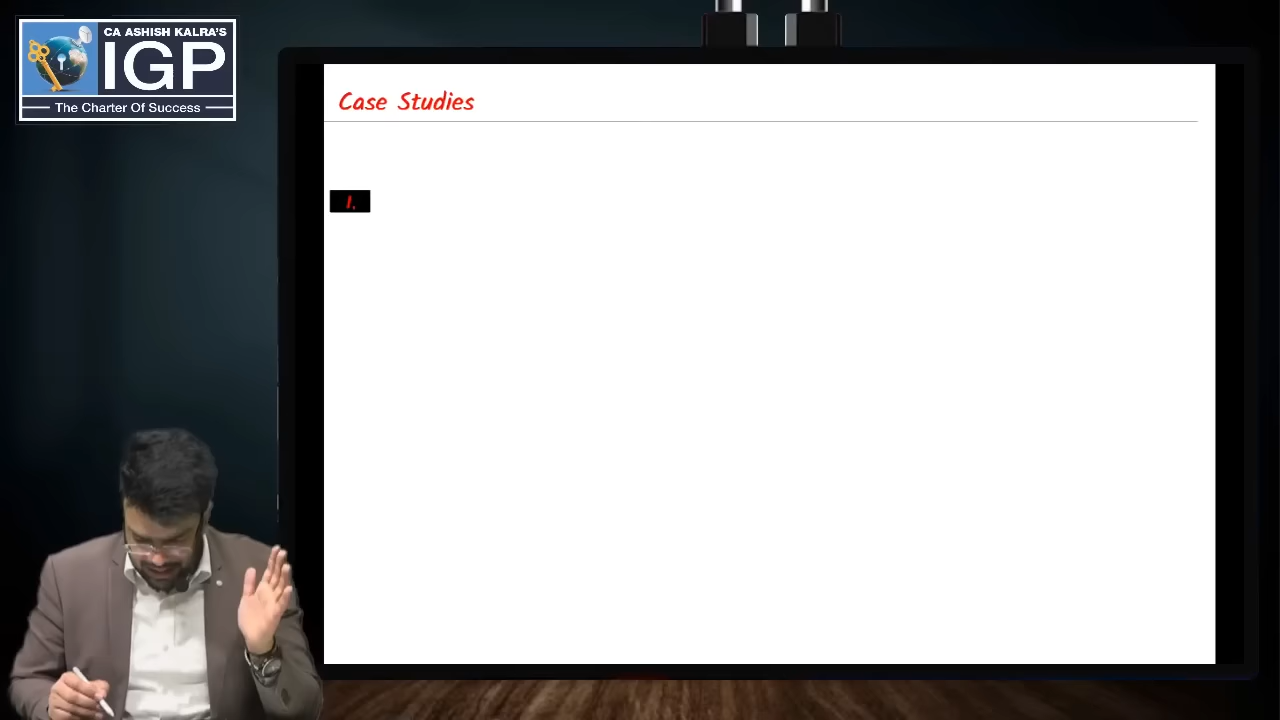 CA ASHISH KALRA'S
IGP
The Charter Of Success
Case Studies
1.